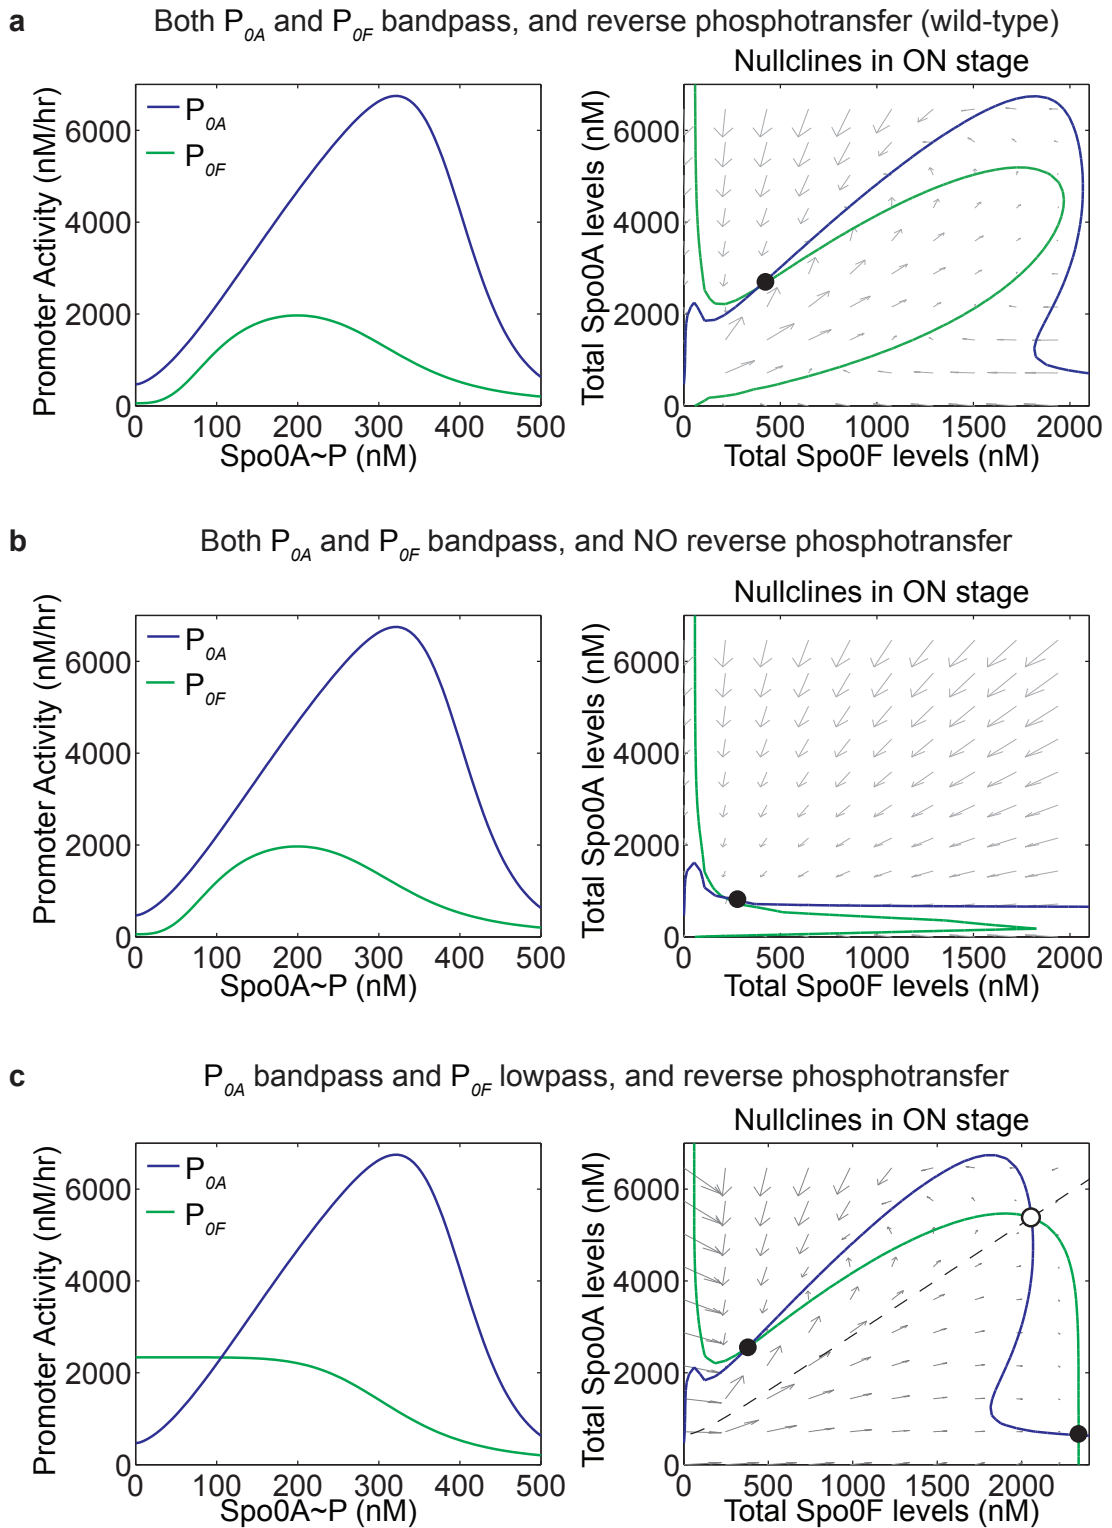 a Both P0A and P0F bandpass, and reverse phosphotransfer (wild-type)
Nullclines in ON stage
Promoter Activity (nM/hr)
6000
4000
2000
0
P0A
P0F
0 100 200 300 400 500
Spo0A~P (nM)
Total Spo0A levels (nM)
6000
4000
2000
0
0 500 1000 1500 2000
Total Spo0F levels (nM)
b Both P0A and P0F bandpass, and NO reverse phosphotransfer
Nullclines in ON stage
Promoter Activity (nM/hr)
6000
4000
2000
0
P0A
P0F
0 100 200 300 400 500
Spo0A~P (nM)
Total Spo0A levels (nM)
6000
4000
2000
0
0 500 1000 1500 2000
Total Spo0F levels (nM)
c P0A bandpass and P0F lowpass, and reverse phosphotransfer
Nullclines in ON stage
Promoter Activity (nM/hr)
6000
4000
2000
0
P0A
P0F
0 100 200 300 400 500
Spo0A~P (nM)
Total Spo0A levels (nM)
6000
4000
2000
0
0 500 1000 1500 2000
Total Spo0F levels (nM)